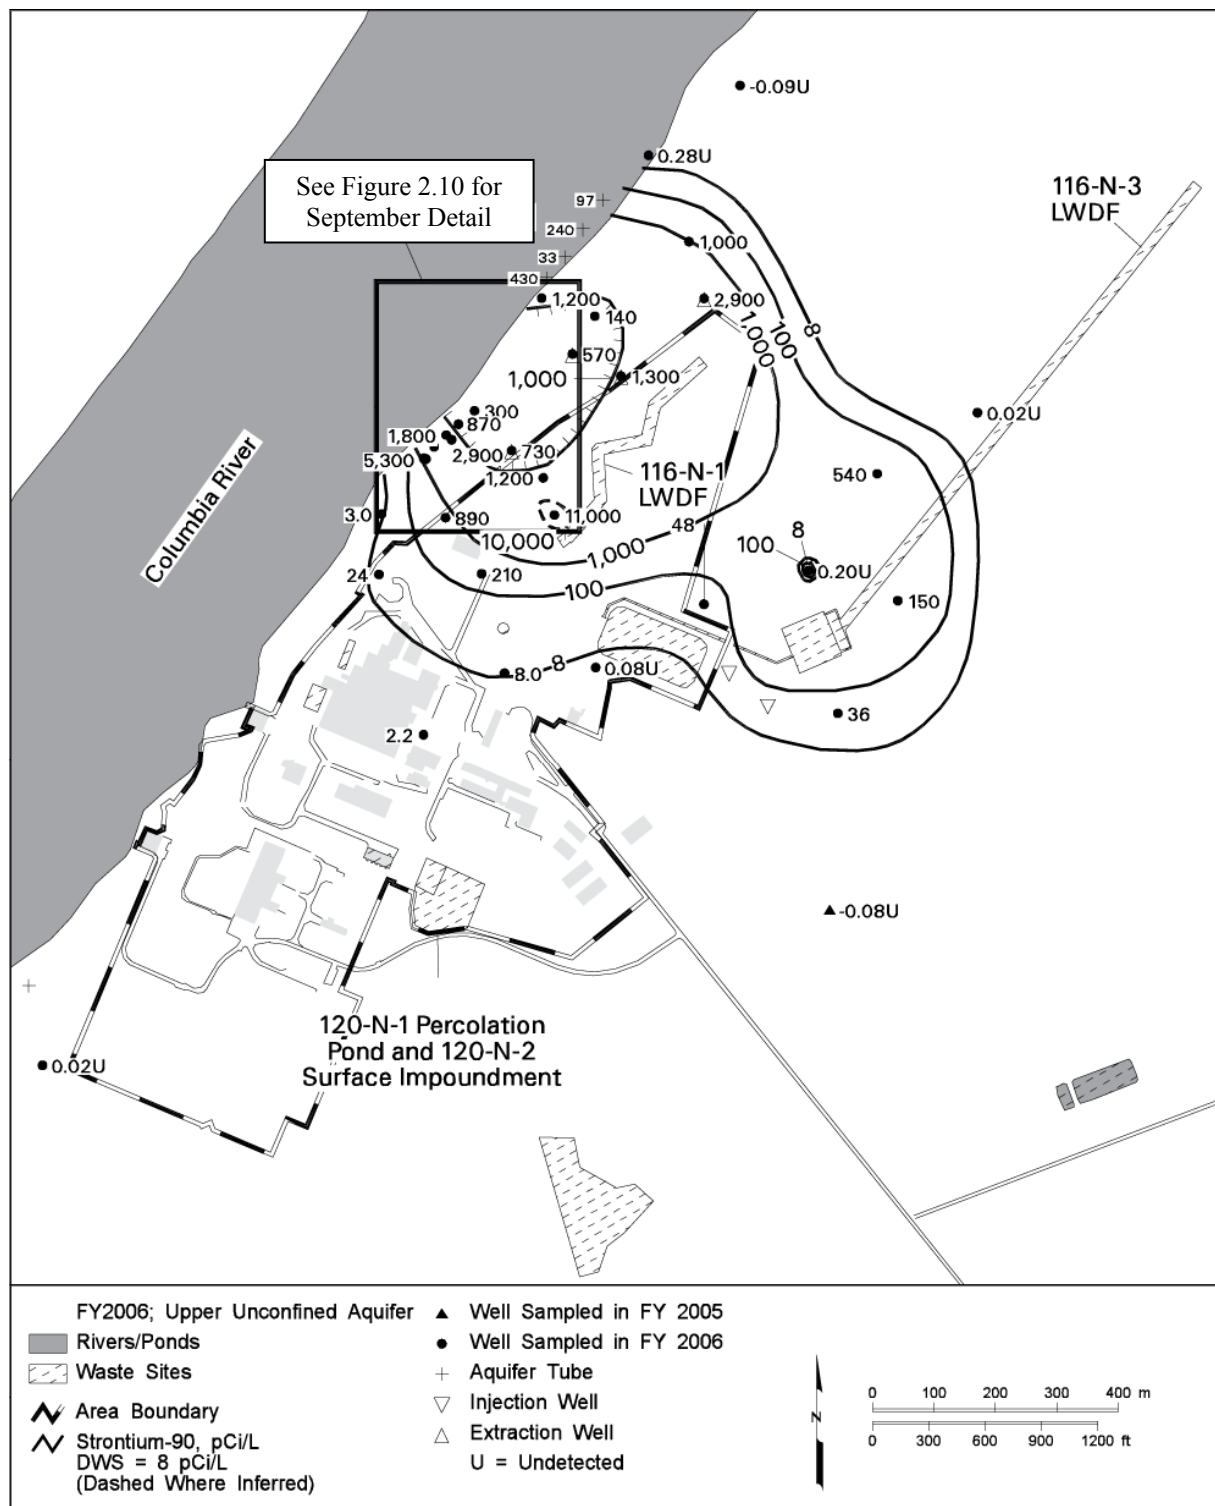 -0.09U
0.28U
See Figure 2.10 for
September Detail
116-N-3
LWDF
97
240
33
430
1,000
1,200
2,900
140
8
100
1,000
570
1,000
1,300
0.02U
300
870
1,800
2,900
730
5,300
1,200
116-N-1
LWDF
540
Columbia River
3.0
890
11,000
48
10,000
1,000
8
100
0.20U
24
210
100
150
8.0
8
0.08U
36
2.2
-0.08U
120-N-1 Percolation
Pond and 120-N-2
Surface Impoundment
0.02U
FY2006; Upper Unconfined Aquifer
Rivers/Ponds
Waste Sites
Area Boundary
Strontium-90, pCi/L
DWS = 8 pCi/L
(Dashed Where Inferred)
Well Sampled in FY 2005
Well Sampled in FY 2006
Aquifer Tube
Injection Well
Extraction Well
U = Undetected
N
0 100 200 300 400 m
0 300 600 900 1200 ft